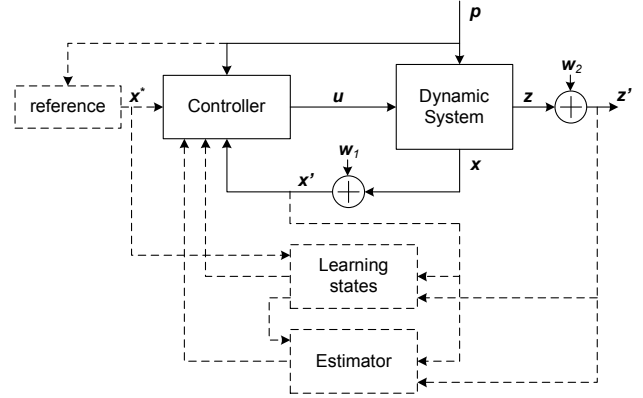 p
w2
reference
x*
Controller
u
Dynamic
System
z
z'
w1
x'
x
Learning
states
Estimator